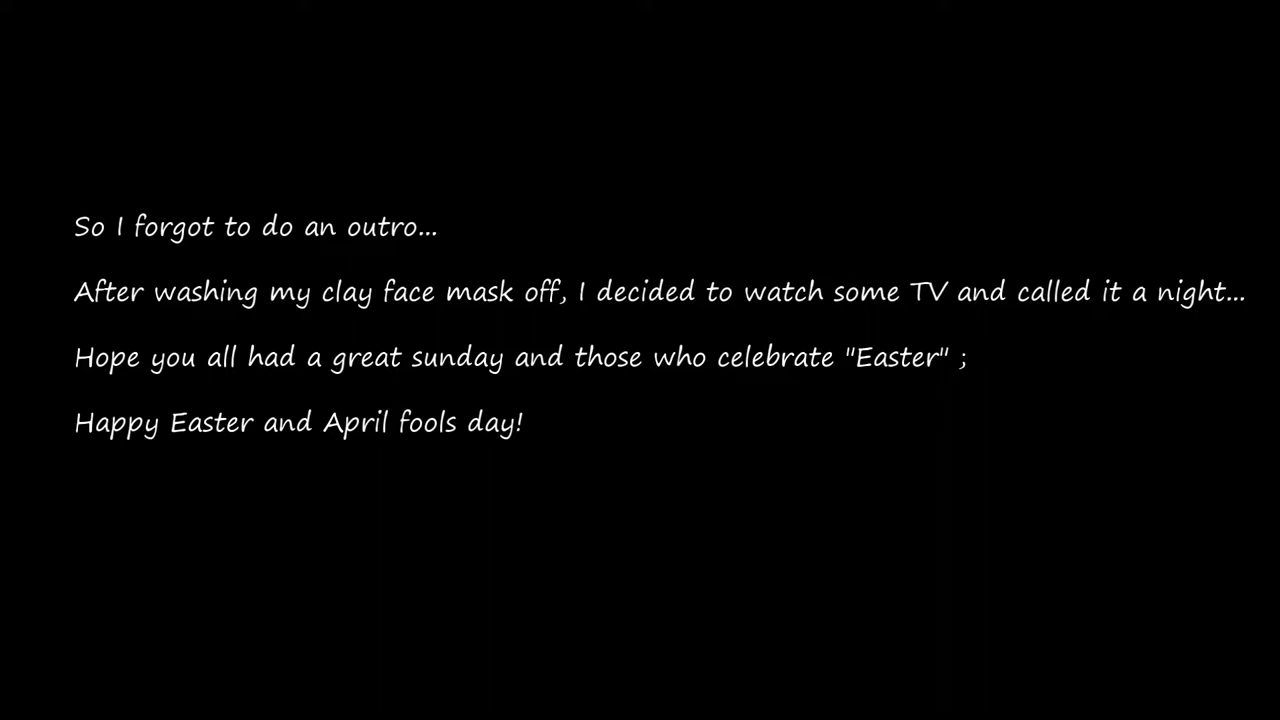 So I forgot to do an outro...
After washing my clay face mask off, I decided to watch some TV and called it a night...
Hope you all had a great sunday and those who celebrate "Easter" ;
Happy Easter and April fools day!